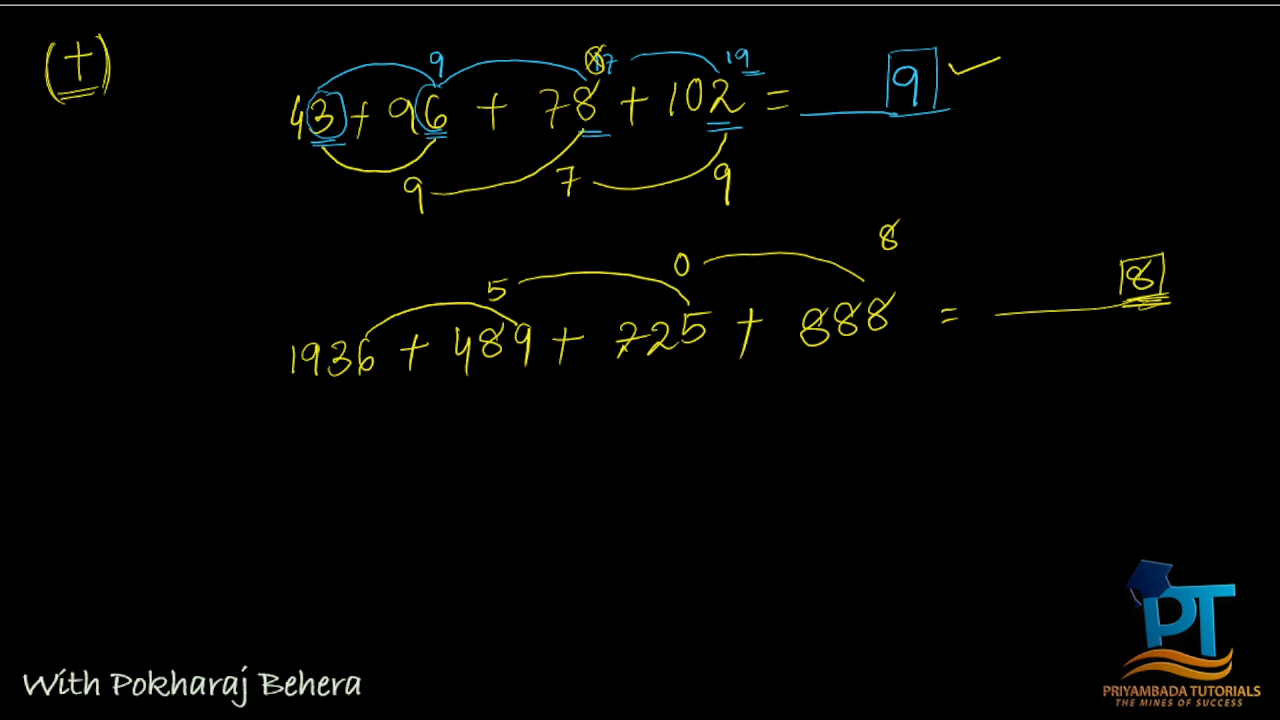 (+)
9 8 17 19
43 + 96 + 78 + 102 = 9 ✓
9 7 9
5 0 8
1936 + 489 + 725 + 888 = 8
With Pokharaj Behera
PT
PRIYAMBADA TUTORIALS
THE MINES OF SUCCESS